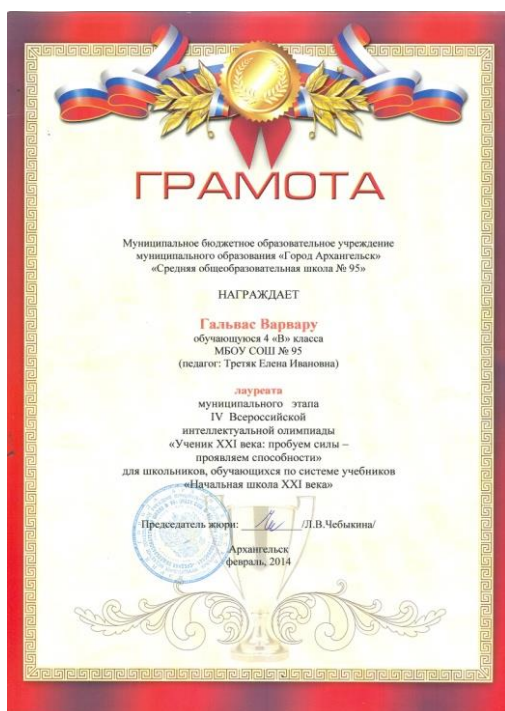 ГРАМОТА
Муниципальное бюджетное образовательное учреждение
муниципального образования «Город Архангельск»
«Средняя общеобразовательная школа № 95»
НАГРАЖДАЕТ
Гальвас Варвару
обучающуюся 4 «В» класса
МБОУ СОШ № 95
(педагог: Третяк Елена Ивановна)
лауреата
муниципального этапа
IV Всероссийской
интеллектуальной олимпиады
«Ученик XXI века: пробуем силы –
проявляем способности»
для школьников, обучающихся по системе учебников
«Начальная школа XXI века»
Председатель жюри: /Л.В.Чебыкина/
Архангельск
февраль, 2014